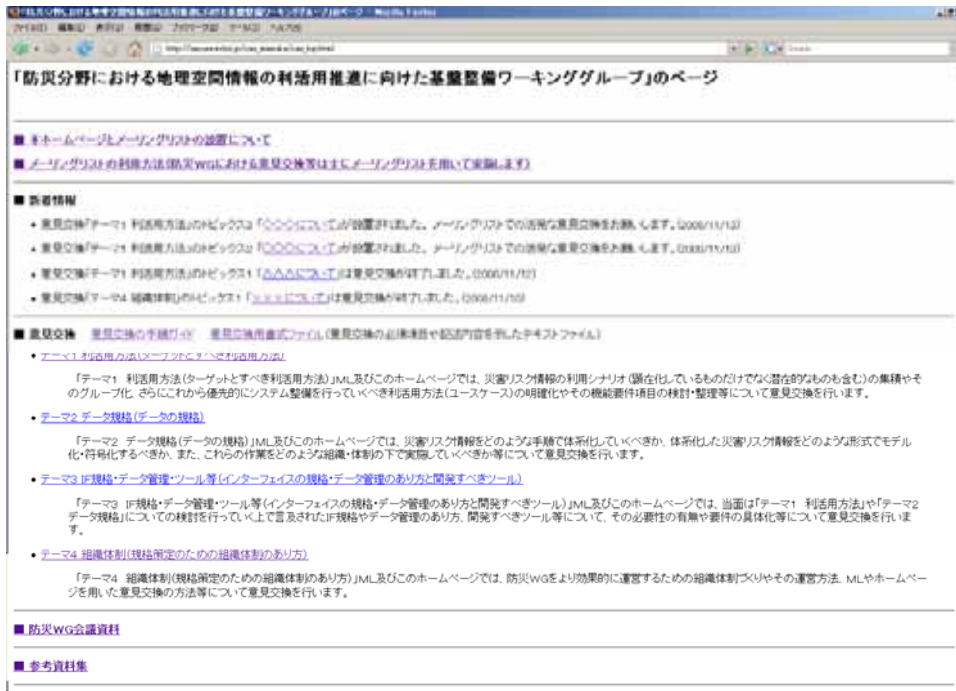 「防災分野における地理空間情報の利活用推進に向けた基盤整備ワーキンググループ」のページ
■ 本ホームページとメーリングリストの設置について
■ メーリングリストの利用方法(防災WGにおける意見交換等は主にメーリングリストを用いて実施します)
■ 新着情報
• 意見交換「テーマ1 利活用方法」のトピックス2 「〇〇〇について」が設置されました。メーリングリストでの活発な意見交換をお願いします。
• 意見交換「テーマ1 利活用方法」のトピックス2 「〇〇〇について」が設置されました。メーリングリストでの活発な意見交換をお願いします。
• 意見交換「テーマ1 利活用方法」のトピックス1 「△△△について」は意見交換が終了しました。
• 意見交換「テーマ4 組織体制」のトピックス1 「×××について」は意見交換が終了しました。
■ 意見交換 意見交換の手順ガイド 意見交換用書式ファイル(意見交換の必須項目や記述内容を示したテキストファイル)
• テーマ1 利活用方法(ターゲットとすべき利活用方法)
「テーマ1 利活用方法(ターゲットとすべき利活用方法)」ML及びこのホームページでは、災害リスク情報の利用シナリオ(顕在化しているものだけでなく潜在的なものも含む)の集積やそ
のグループ化、さらにこれから優先的にシステム整備を行っていくべき利活用方法(ユースケース)の明確化やその機能要件項目の検討・整理等について意見交換を行います。
• テーマ2 データ規格(データの規格)
「テーマ2 データ規格(データの規格)」ML及びこのホームページでは、災害リスク情報をどのような手順で体系化していくべきか、体系化した災害リスク情報をどのような形式でモデル
化・符号化するべきか、また、これらの作業をどのような組織・体制の下で実施していくべきか等について意見交換を行います。
• テーマ3 IF規格・データ管理・ツール等(インターフェイスの規格・データ管理のあり方と開発すべきツール)
「テーマ3 IF規格・データ管理・ツール等(インターフェイスの規格・データ管理のあり方と開発すべきツール)」ML及びこのホームページでは、当面は「テーマ1 利活用方法」や「テーマ2
データ規格」についての検討を行っていく上で言及されたIF規格やデータ管理のあり方、開発すべきツール等について、その必要性の有無や要件の具体化等について意見交換を行いま
す。
• テーマ4 組織体制(規格策定のための組織体制のあり方)
「テーマ4 組織体制(規格策定のための組織体制のあり方)」ML及びこのホームページでは、防災WGをより効果的に運営するための組織体制づくりやその運営方法、MLやホームペー
ジを用いた意見交換の方法等について意見交換を行います。
■ 防災WG会議資料
■ 参考資料集